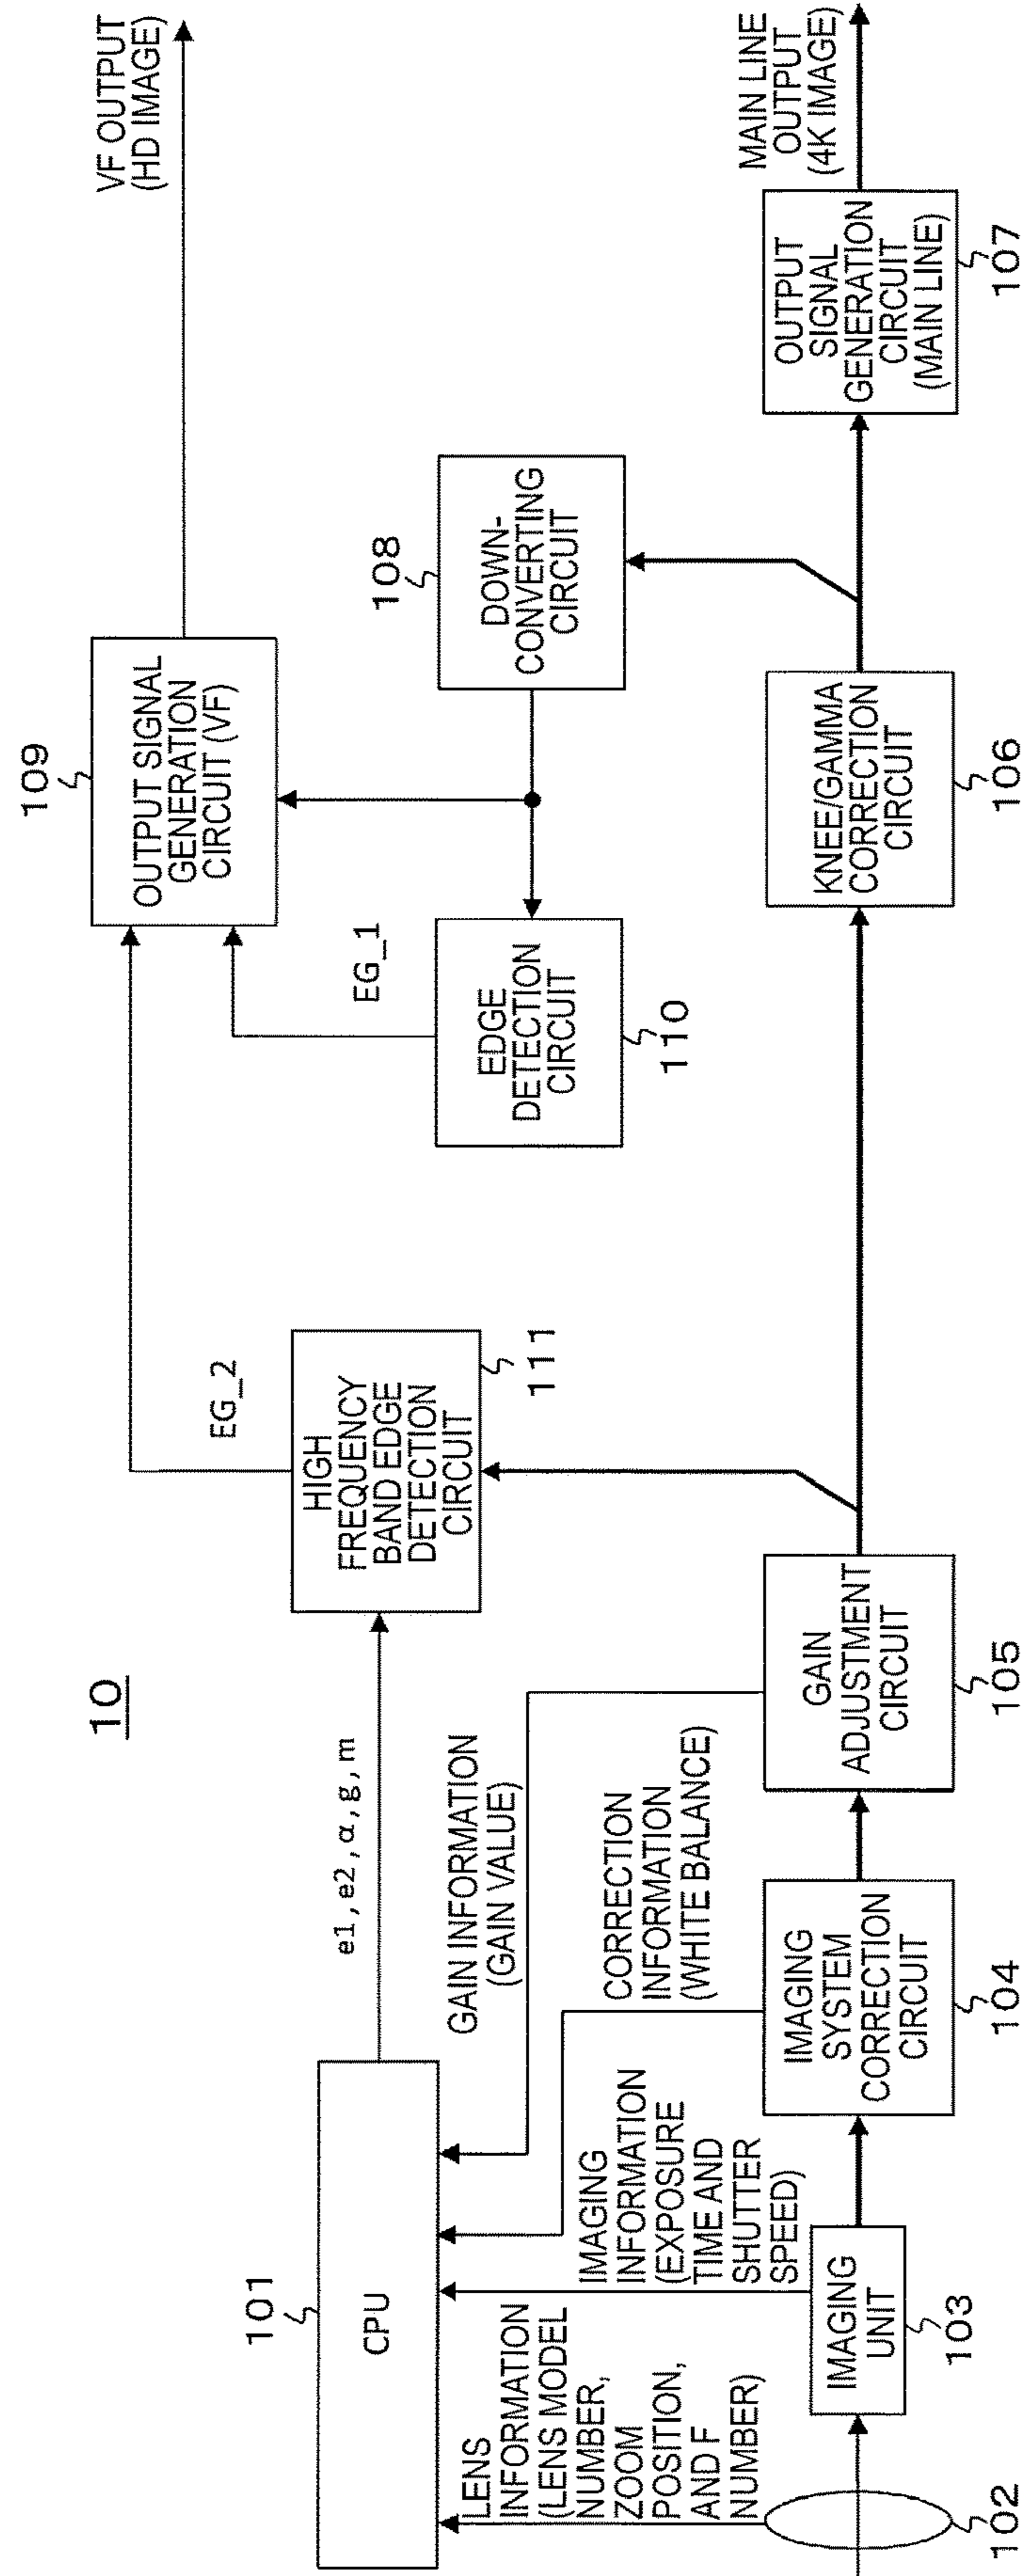 10
101
CPU
LENS
INFORMATION
(LENS MODEL
NUMBER,
ZOOM
POSITION,
AND F
NUMBER)
102
IMAGING
INFORMATION
(EXPOSURE
TIME AND
SHUTTER
SPEED)
IMAGING
UNIT
103
CORRECTION
INFORMATION
(WHITE BALANCE)
IMAGING
SYSTEM
CORRECTION
CIRCUIT
104
GAIN INFORMATION
(GAIN VALUE)
GAIN
ADJUSTMENT
CIRCUIT
105
e1, e2, α, g, m
HIGH
FREQUENCY
BAND EDGE
DETECTION
CIRCUIT
111
EG_2
EDGE
DETECTION
CIRCUIT
110
EG_1
109
OUTPUT SIGNAL
GENERATION
CIRCUIT (VF)
VF OUTPUT
(HD IMAGE)
108
DOWN-
CONVERTING
CIRCUIT
KNEE/GAMMA
CORRECTION
CIRCUIT
106
OUTPUT
SIGNAL
GENERATION
CIRCUIT
(MAIN LINE)
107
MAIN LINE
OUTPUT
(4K IMAGE)